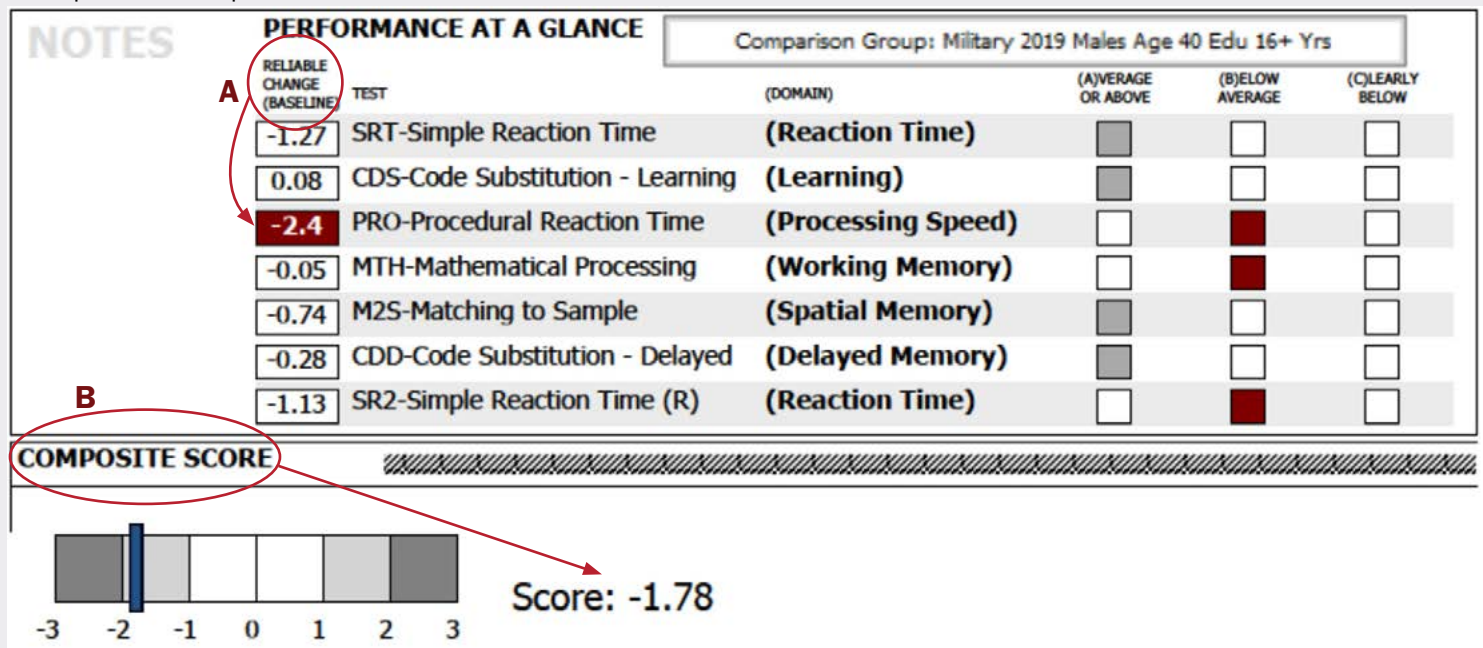 NOTES
PERFORMANCE AT A GLANCE
Comparison Group: Military 2019 Males Age 40 Edu 16+ Yrs
A
RELIABLE
CHANGE
(BASELINE)
TEST
(DOMAIN)
(A)VERAGE
OR ABOVE
(B)ELOW
AVERAGE
(C)LEARLY
BELOW
-1.27 SRT-Simple Reaction Time (Reaction Time)
0.08 CDS-Code Substitution - Learning (Learning)
-2.4 PRO-Procedural Reaction Time (Processing Speed)
-0.05 MTH-Mathematical Processing (Working Memory)
-0.74 M2S-Matching to Sample (Spatial Memory)
-0.28 CDD-Code Substitution - Delayed (Delayed Memory)
-1.13 SR2-Simple Reaction Time (R) (Reaction Time)
B
COMPOSITE SCORE
Score: -1.78
-3 -2 -1 0 1 2 3